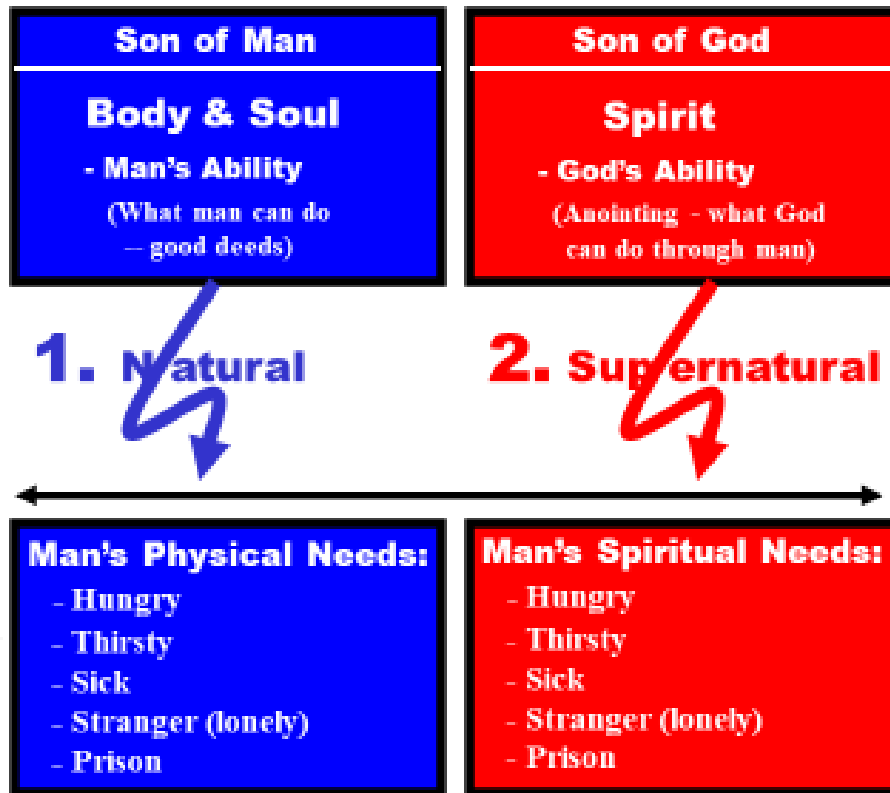 Son of Man
Body & Soul
- Man's Ability
(What man can do
– good deeds)
Son of God
Spirit
- God's Ability
(Anointing - what God
can do through man)
1. Natural
2. Supernatural
Man's Physical Needs:
- Hungry
- Thirsty
- Sick
- Stranger (lonely)
- Prison
Man's Spiritual Needs:
- Hungry
- Thirsty
- Sick
- Stranger (lonely)
- Prison